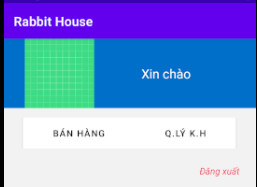 Rabbit House
Xin chào
BÁN HÀNG Q.LÝ K.H
Đăng xuất